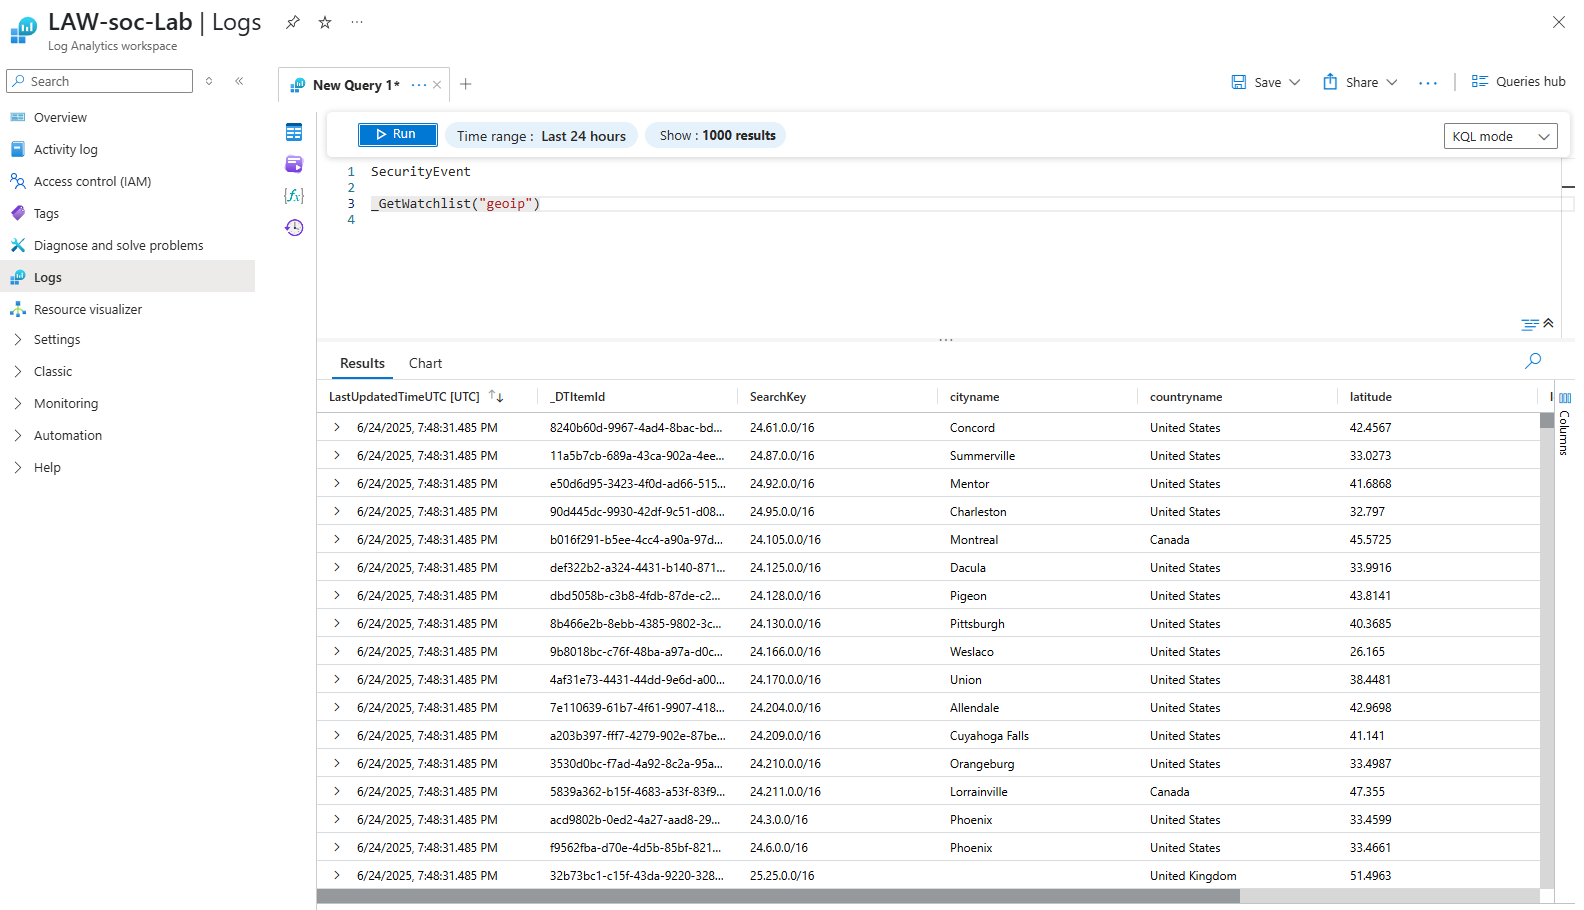 LAW-soc-Lab | Logs
Log Analytics workspace
Search
Overview
Activity log
Access control (IAM)
Tags
Diagnose and solve problems
Logs
Resource visualizer
Settings
Classic
Monitoring
Automation
Help
New Query 1*
Save
Share
Queries hub
Run
Time range : Last 24 hours
Show : 1000 results
KQL mode
1 SecurityEvent
2
3 _GetWatchlist("geoip")
4
Results Chart
LastUpdatedTimeUTC [UTC] _DTItemId SearchKey cityname countryname latitude l
Columns
6/24/2025, 7:48:31.485 PM 8240b60d-9967-4ad4-8bac-bd... 24.61.0.0/16 Concord United States 42.4567
6/24/2025, 7:48:31.485 PM 11a5b7cb-689a-43ca-902a-4ee... 24.87.0.0/16 Summerville United States 33.0273
6/24/2025, 7:48:31.485 PM e50d6d95-3423-4f0d-ad66-515... 24.92.0.0/16 Mentor United States 41.6868
6/24/2025, 7:48:31.485 PM 90d445dc-9930-42df-9c51-d08... 24.95.0.0/16 Charleston United States 32.797
6/24/2025, 7:48:31.485 PM b016f291-b5ee-4cc4-a90a-97d... 24.105.0.0/16 Montreal Canada 45.5725
6/24/2025, 7:48:31.485 PM def322b2-a324-4431-b140-871... 24.125.0.0/16 Dacula United States 33.9916
6/24/2025, 7:48:31.485 PM dbd5058b-c3b8-4fdb-87de-c2... 24.128.0.0/16 Pigeon United States 43.8141
6/24/2025, 7:48:31.485 PM 8b466e2b-8ebb-4385-9802-3c... 24.130.0.0/16 Pittsburgh United States 40.3685
6/24/2025, 7:48:31.485 PM 9b8018bc-c76f-48ba-a97a-d0c... 24.166.0.0/16 Weslaco United States 26.165
6/24/2025, 7:48:31.485 PM 4af31e73-4431-44dd-9e6d-a00... 24.170.0.0/16 Union United States 38.4481
6/24/2025, 7:48:31.485 PM 7e110639-61b7-4f61-9907-418... 24.204.0.0/16 Allendale United States 42.9698
6/24/2025, 7:48:31.485 PM a203b397-fff7-4279-902e-87be... 24.209.0.0/16 Cuyahoga Falls United States 41.141
6/24/2025, 7:48:31.485 PM 3530d0bc-f7ad-4a92-8c2a-95a... 24.210.0.0/16 Orangeburg United States 33.4987
6/24/2025, 7:48:31.485 PM 5839a362-b15f-4683-a53f-83f9... 24.211.0.0/16 Lorrainville Canada 47.355
6/24/2025, 7:48:31.485 PM acd9802b-0ed2-4a27-aad8-29... 24.3.0.0/16 Phoenix United States 33.4599
6/24/2025, 7:48:31.485 PM f9562fba-d70e-4d5b-85bf-821... 24.6.0.0/16 Phoenix United States 33.4661
6/24/2025, 7:48:31.485 PM 32b73bc1-c15f-43da-9220-328... 25.25.0.0/16 United Kingdom 51.4963